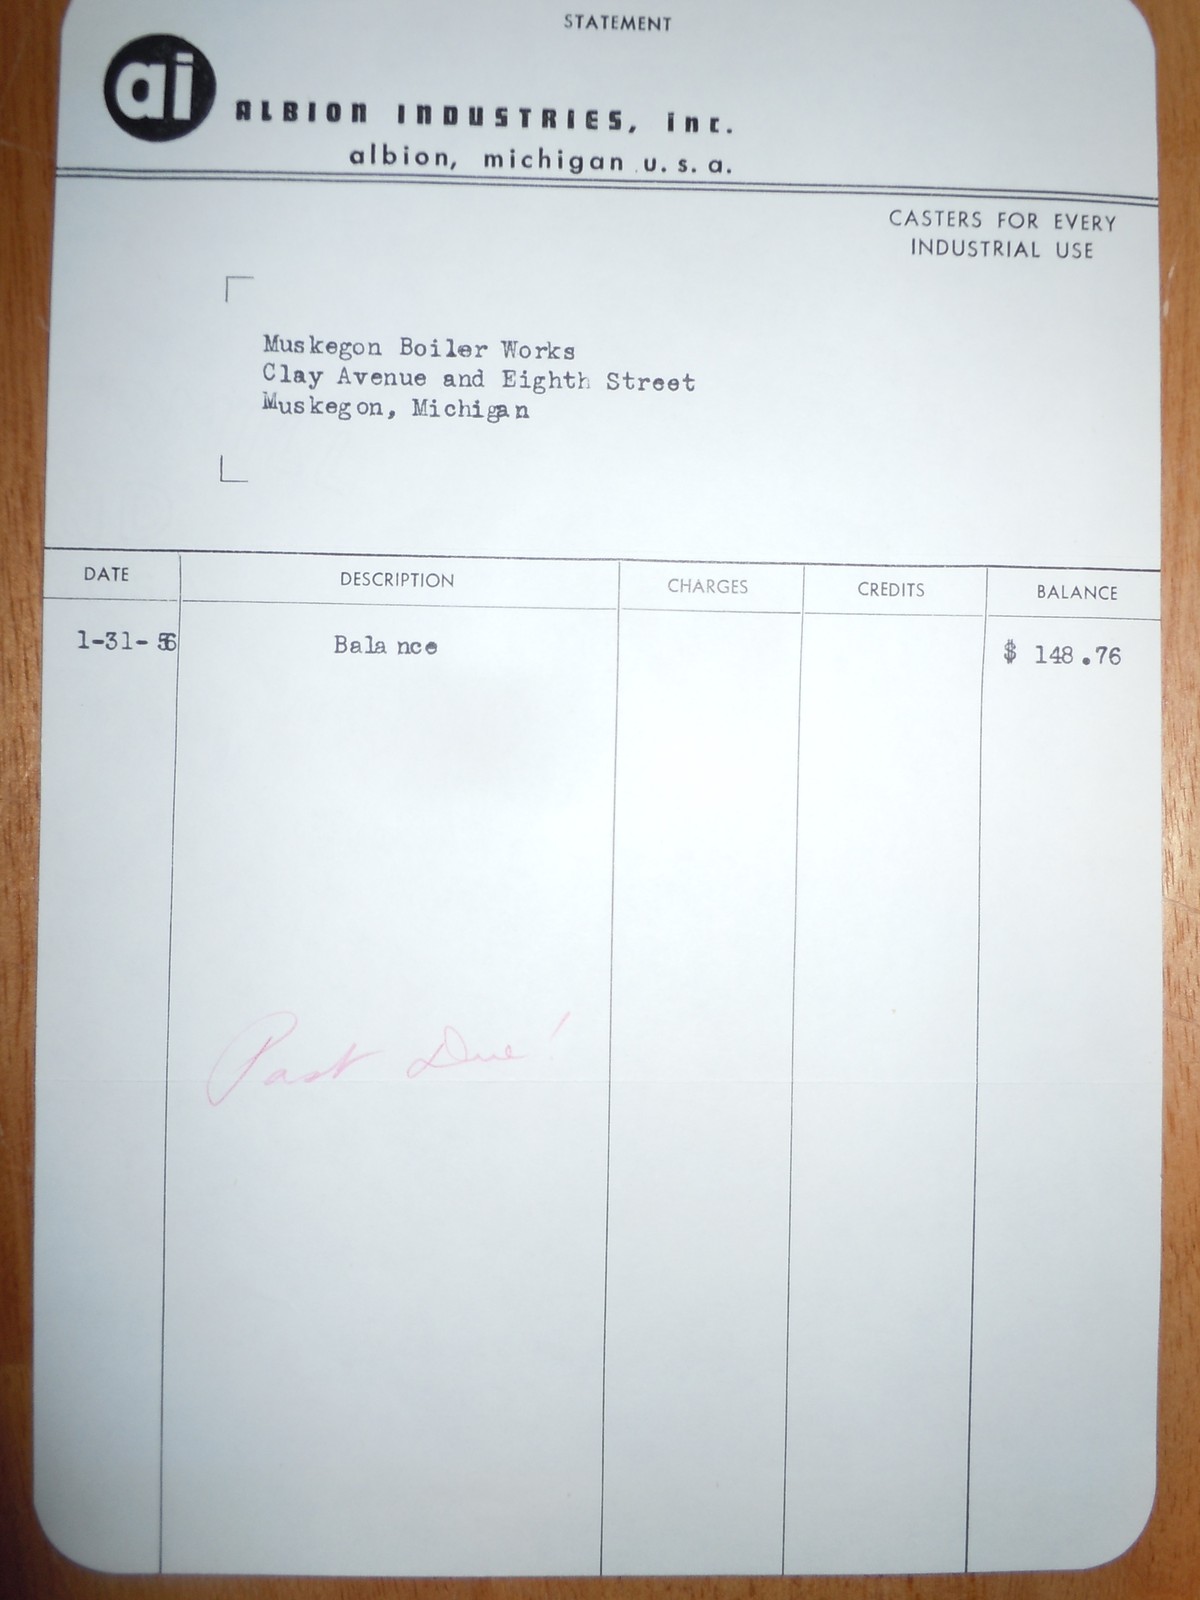 STATEMENT
ai
ALBION INDUSTRIES, inc.
albion, michigan u. s. a.
CASTERS FOR EVERY
INDUSTRIAL USE
Muskegon Boiler Works
Clay Avenue and Eighth Street
Muskegon, Michigan
DATE DESCRIPTION CHARGES CREDITS BALANCE
1-31-56 Balance $ 148.76
Past Due!